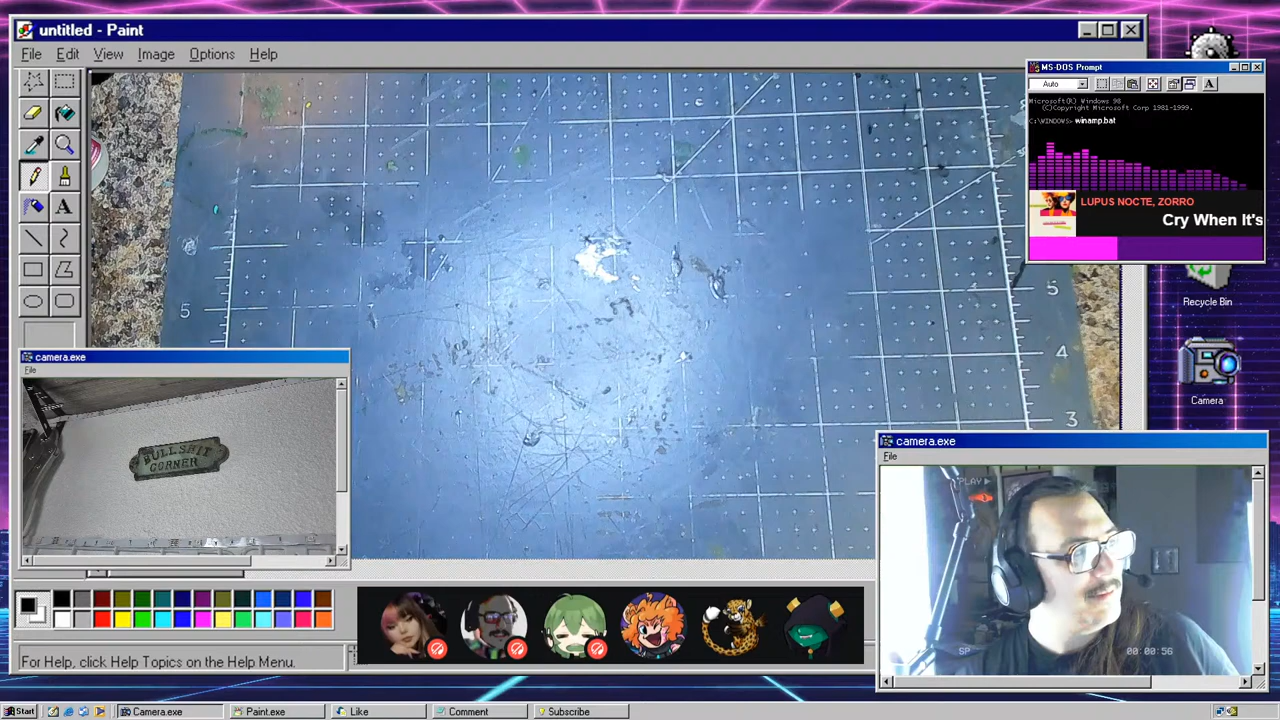 untitled - Paint
File Edit View Image Options Help
MS-DOS Prompt
Auto
Microsoft(R) Windows 98
(C)Copyright Microsoft Corp 1981-1999.
C:\WINDOWS> winamp.bat
LUPUS NOCTE, ZORRO
Cry When It's
5
5
4
3
Recycle Bin
Camera
camera.exe
File
BULLSHIT
CORNER
camera.exe
File
PLAY
SP
00:00:56
For Help, click Help Topics on the Help Menu.
Start
Camera.exe
Paint.exe
Like
Comment
Subscribe